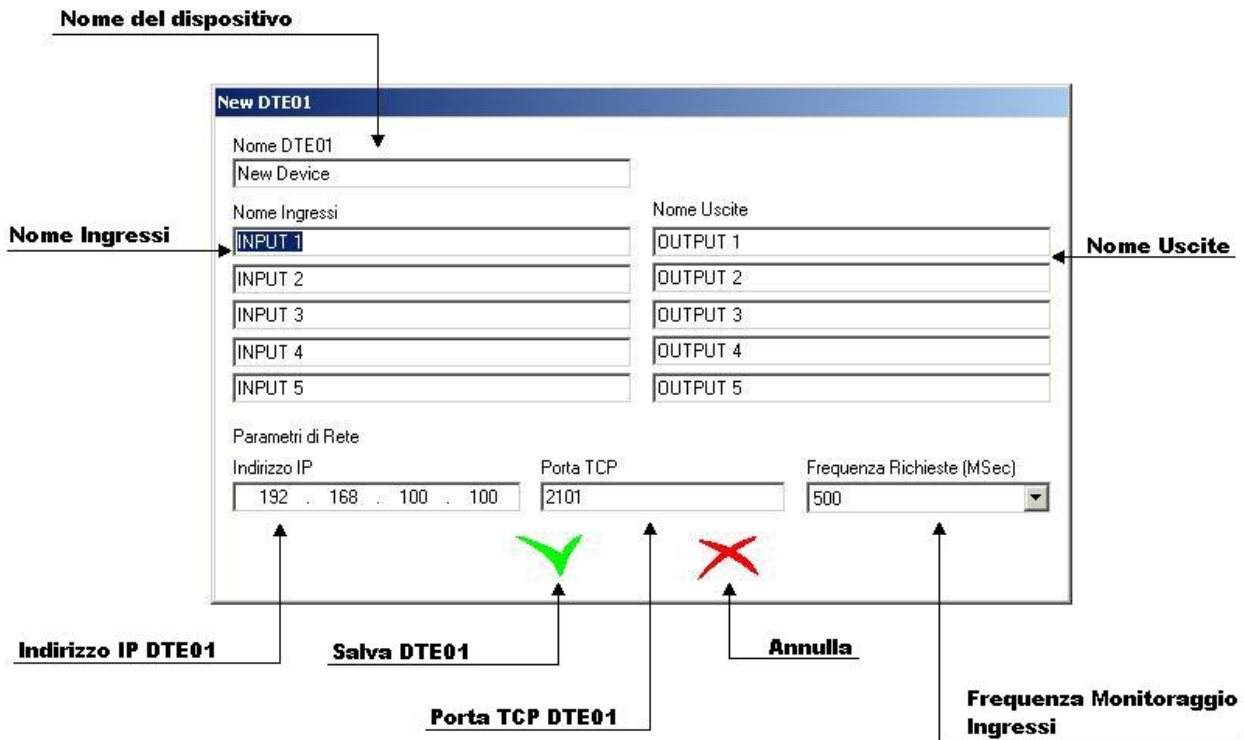 Nome del dispositivo
New DTE01
Nome DTE01
New Device
Nome Ingressi
Nome Uscite
Nome Ingressi
INPUT 1
OUTPUT 1
Nome Uscite
INPUT 2
OUTPUT 2
INPUT 3
OUTPUT 3
INPUT 4
OUTPUT 4
INPUT 5
OUTPUT 5
Parametri di Rete
Indirizzo IP
Porta TCP
Frequenza Richieste (MSec)
192 . 168 . 100 . 100
2101
500
Indirizzo IP DTE01
Salva DTE01
Annulla
Porta TCP DTE01
Frequenza Monitoraggio
Ingressi